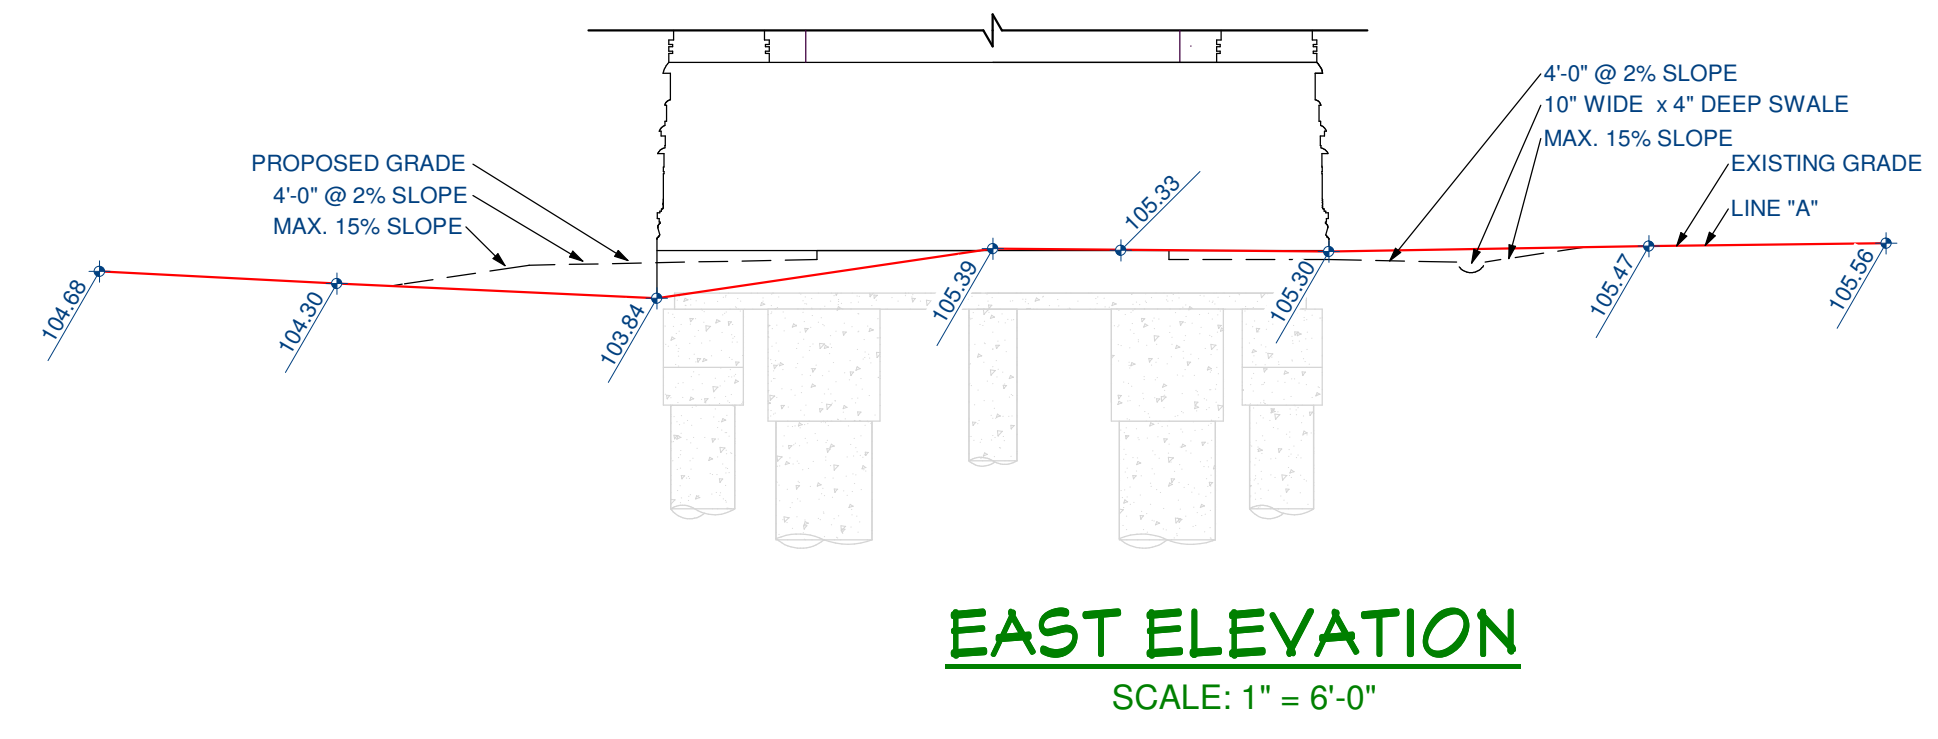 4'-0" @ 2% SLOPE
10" WIDE x 4" DEEP SWALE
MAX. 15% SLOPE
EXISTING GRADE
LINE "A"
PROPOSED GRADE
4'-0" @ 2% SLOPE
MAX. 15% SLOPE
104.68
104.30
103.84
105.39
105.33
105.30
105.47
105.56
EAST ELEVATION
SCALE: 1" = 6'-0"